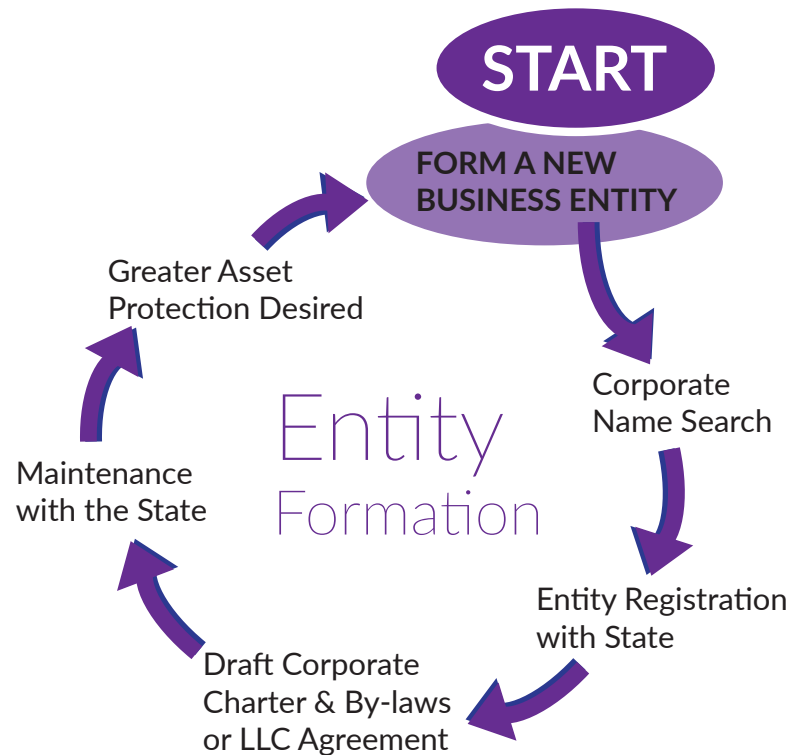 START
FORM A NEW
BUSINESS ENTITY
Corporate
Name Search
Entity Registration
with State
Draft Corporate
Charter & By-laws
or LLC Agreement
Maintenance
with the State
Greater Asset
Protection Desired
Entity
Formation